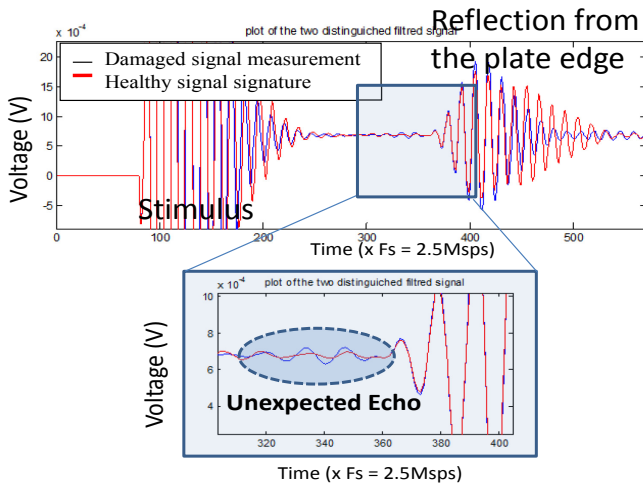 Reflection from
the plate edge
x 10⁻⁴
plot of the two distinguiched filtred signal
Damaged signal measurement
Healthy signal signature
20
15
10
5
0
-5
Voltage (V)
Stimulus
0 100 200 300 400 500
Time (x Fs = 2.5Msps)
x 10⁻⁴
plot of the two distinguiched filtred signal
10
8
6
4
Voltage (V)
Unexpected Echo
320 340 360 380 400
Time (x Fs = 2.5Msps)